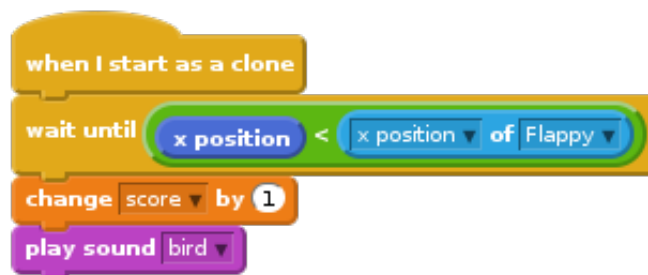 when I start as a clone
wait until x position < x position of Flappy
change score by 1
play sound bird